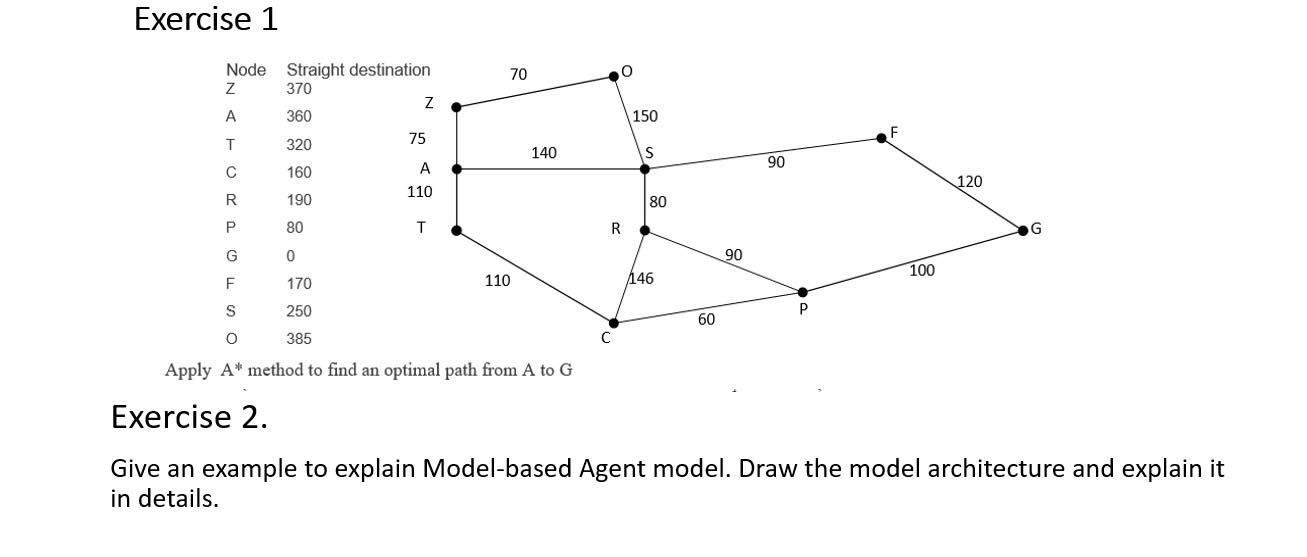 Exercise 1
Node Straight destination
Z 370
A 360
T 320
C 160
R 190
P 80
G 0
F 170
S 250
O 385
70
O
Z
150
75
140
S
F
90
A
120
110
80
T
R
G
90
110
146
100
60
P
C
Apply A* method to find an optimal path from A to G
Exercise 2.
Give an example to explain Model-based Agent model. Draw the model architecture and explain it
in details.